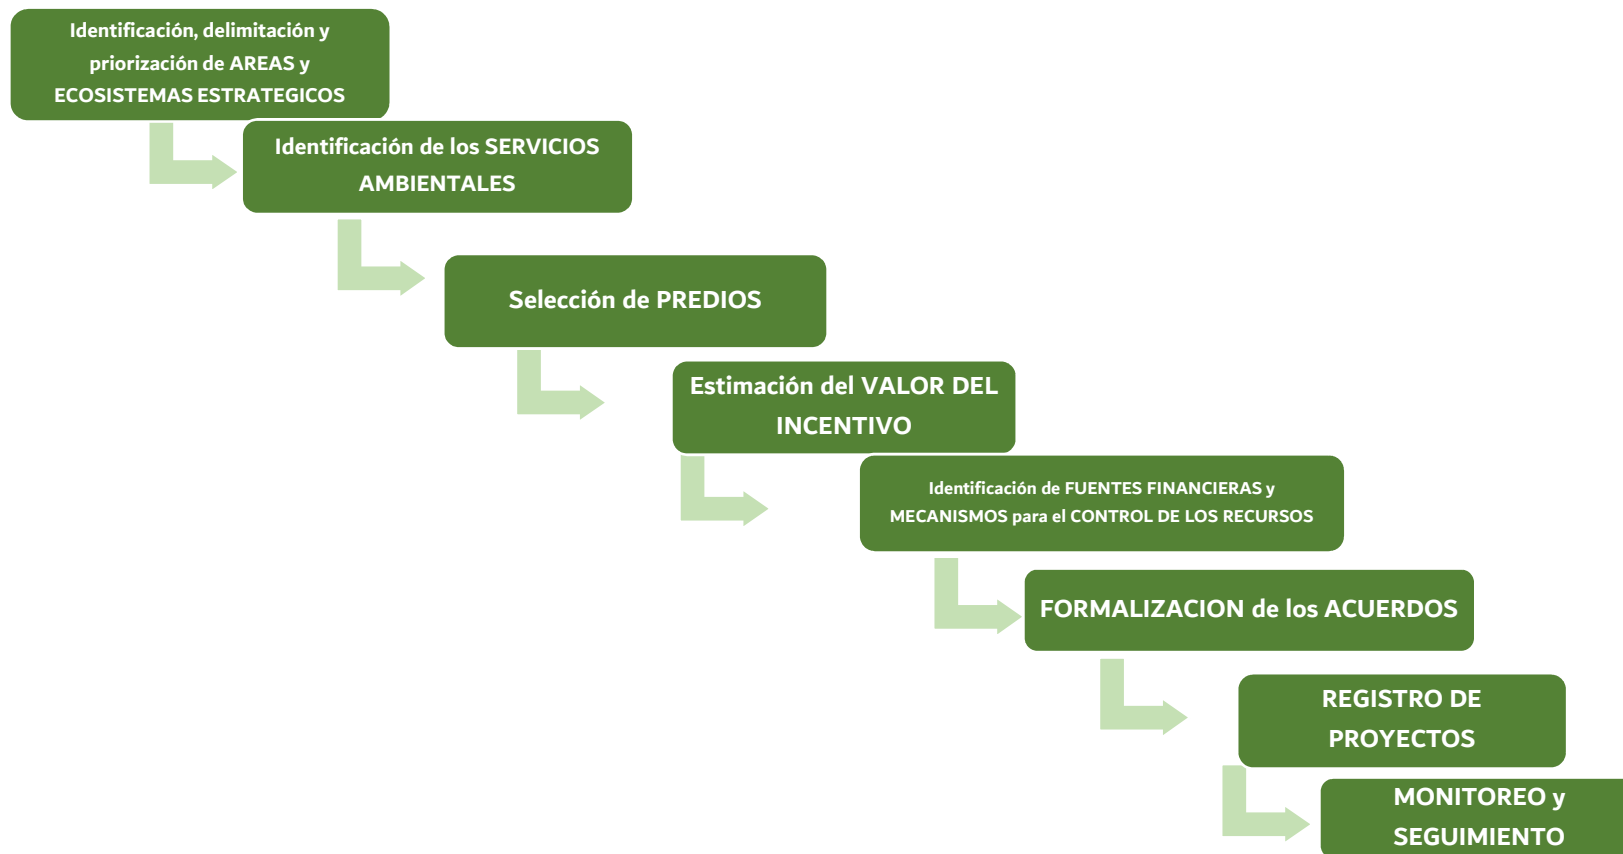 Identificación, delimitación y
priorización de AREAS y
ECOSISTEMAS ESTRATEGICOS
Identificación de los SERVICIOS
AMBIENTALES
Selección de PREDIOS
Estimación del VALOR DEL
INCENTIVO
Identificación de FUENTES FINANCIERAS y
MECANISMOS para el CONTROL DE LOS RECURSOS
FORMALIZACION de los ACUERDOS
REGISTRO DE
PROYECTOS
MONITOREO y
SEGUIMIENTO